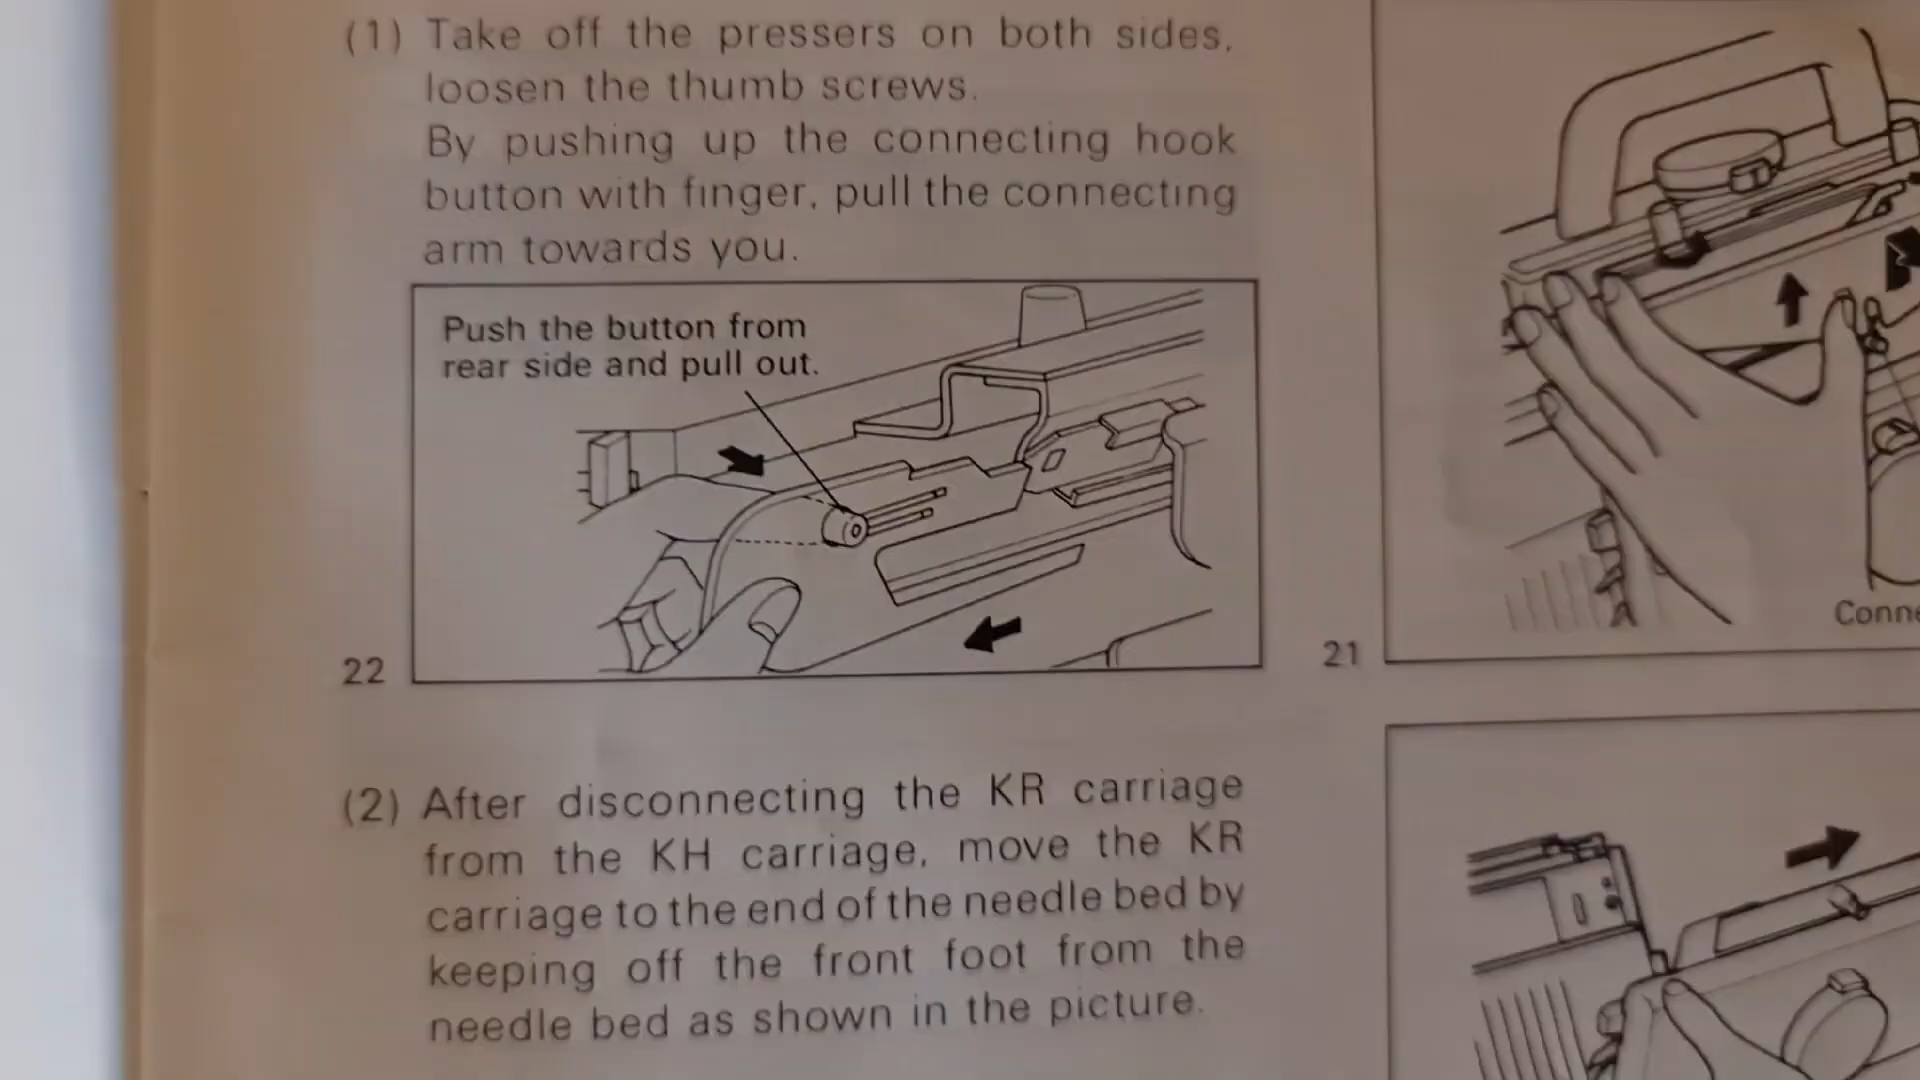 (1) Take off the pressers on both sides,
loosen the thumb screws.
By pushing up the connecting hook
button with finger, pull the connecting
arm towards you.
Push the button from
rear side and pull out.
22
(2) After disconnecting the KR carriage
from the KH carriage, move the KR
carriage to the end of the needle bed by
keeping off the front foot from the
needle bed as shown in the picture.
21